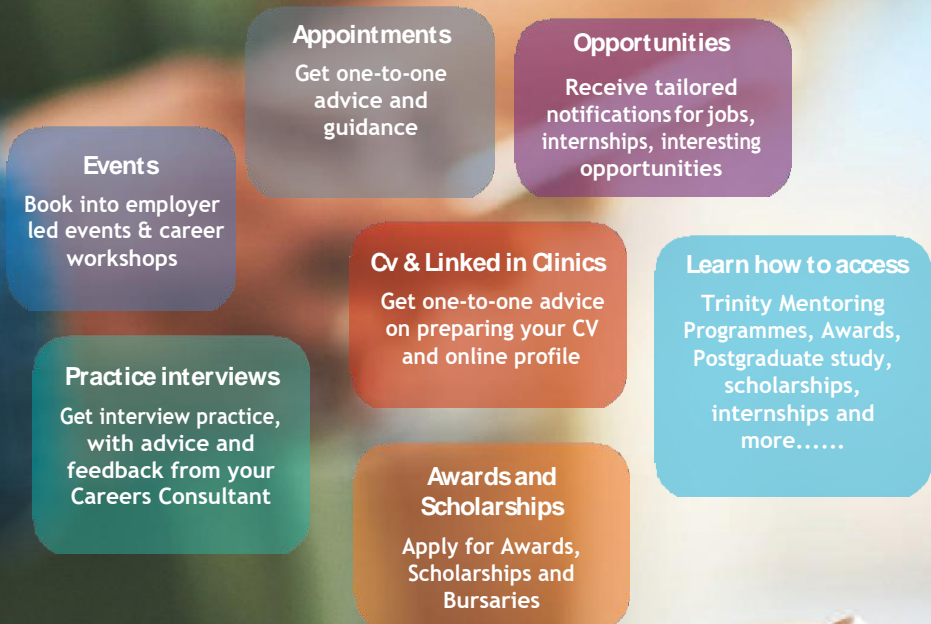 Appointments
Get one-to-one
advice and
guidance
Opportunities
Receive tailored
notifications for jobs,
internships, interesting
opportunities
Events
Book into employer
led events & career
workshops
Cv & Linked in Clinics
Get one-to-one advice
on preparing your CV
and online profile
Learn how to access
Trinity Mentoring
Programmes, Awards,
Postgraduate study,
scholarships,
internships and
more......
Practice interviews
Get interview practice,
with advice and
feedback from your
Careers Consultant
Awards and
Scholarships
Apply for Awards,
Scholarships and
Bursaries